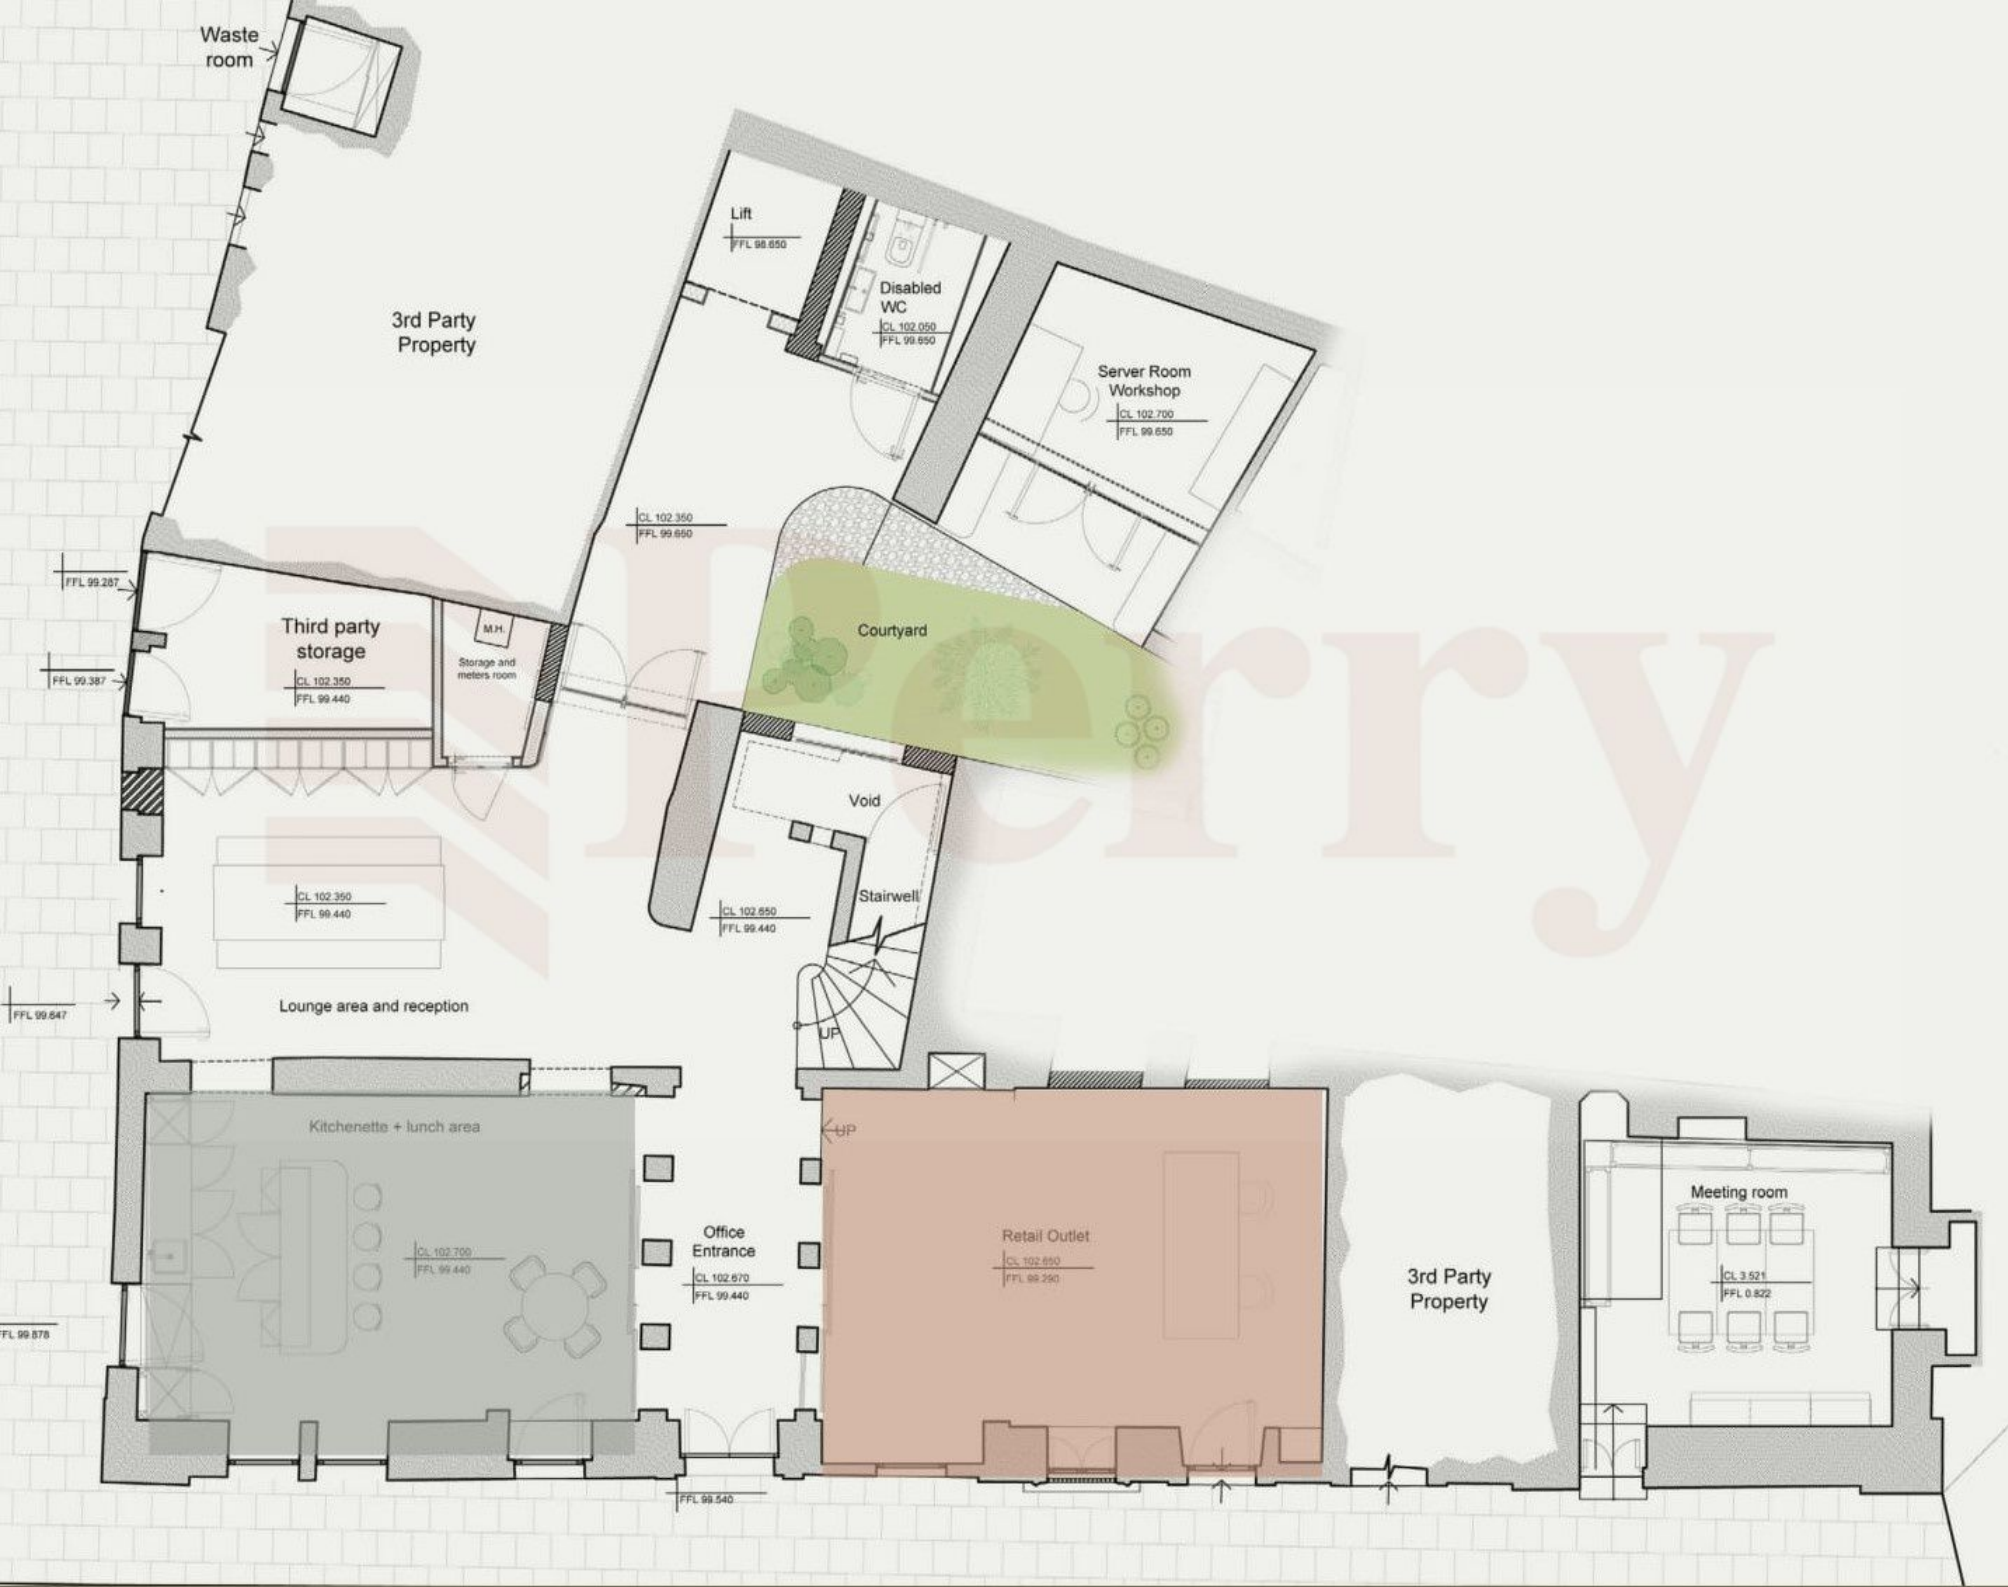 Waste
room
Lift
FFL 98.650
Disabled
WC
CL 102.050
FFL 99.650
3rd Party
Property
Server Room
Workshop
CL 102.700
FFL 99.650
CL 102.350
FFL 99.650
FFL 99.287
Third party
storage
CL 102.350
FFL 99.440
M.H.
Storage and
meters room
Courtyard
FFL 99.387
Perry
Void
CL 102.350
FFL 99.440
Stairwell
CL 102.650
FFL 99.440
Lounge area and reception
FFL 99.647
UP
Kitchenette + lunch area
UP
CL 102.700
FFL 99.440
Office
Entrance
CL 102.670
FFL 99.440
Retail Outlet
CL 102.650
FFL 99.290
3rd Party
Property
Meeting room
CL 3.521
FFL 0.822
FFL 99.878
FFL 99.540